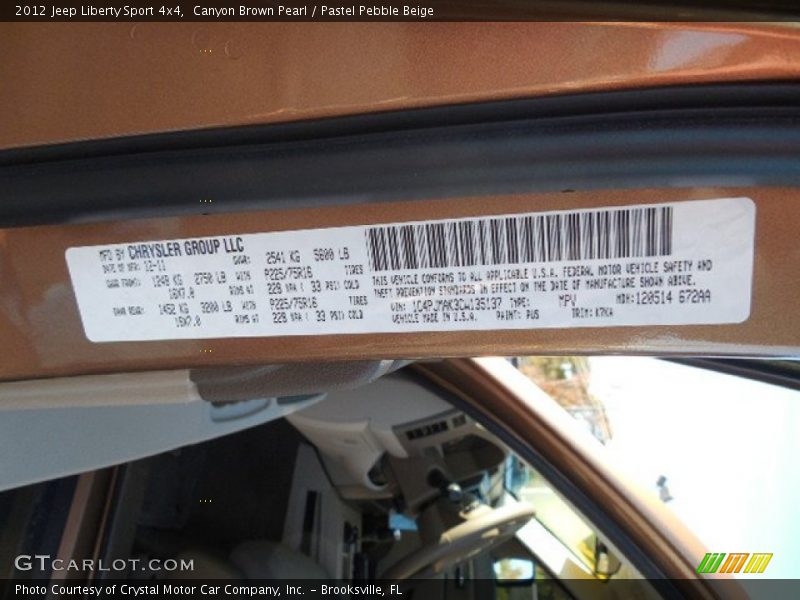 2012 Jeep Liberty Sport 4x4,  Canyon Brown Pearl / Pastel Pebble Beige
MFD BY CHRYSLER GROUP LLC
DATE OF MFR: 12-11 GVWR: 2541 KG 5600 LB
GAWR FRONT: 1248 KG 2750 LB WITH P225/75R16 TIRES
16X7.0 RIMS AT 228 KPA ( 33 PSI) COLD
GAWR REAR: 1452 KG 3200 LB WITH P225/75R16 TIRES
16X7.0 RIMS AT 228 KPA ( 33 PSI) COLD
THIS VEHICLE CONFORMS TO ALL APPLICABLE U.S.A. FEDERAL MOTOR VEHICLE SAFETY AND
THEFT PREVENTION STANDARDS IN EFFECT ON THE DATE OF MANUFACTURE SHOWN ABOVE.
VIN: 1C4PJMAK3CW135137 TYPE: MPV MDH: 120514 672AA
VEHICLE MADE IN U.S.A. PAINT: PUS TRIM: K7KA
GTCARLOT.COM
Photo Courtesy of Crystal Motor Car Company, Inc. – Brooksville, FL